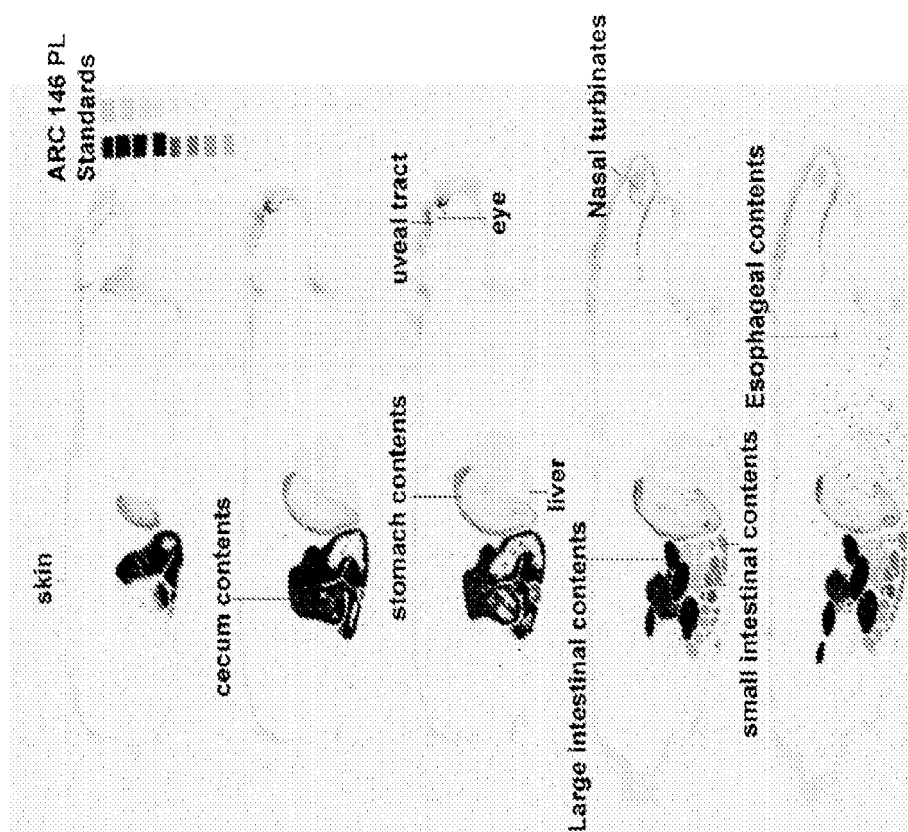 ARC 146 PL
Standards
skin
cecum contents
uveal tract
eye
stomach contents
liver
Nasal turbinates
Large intestinal contents
Esophageal contents
small intestinal contents